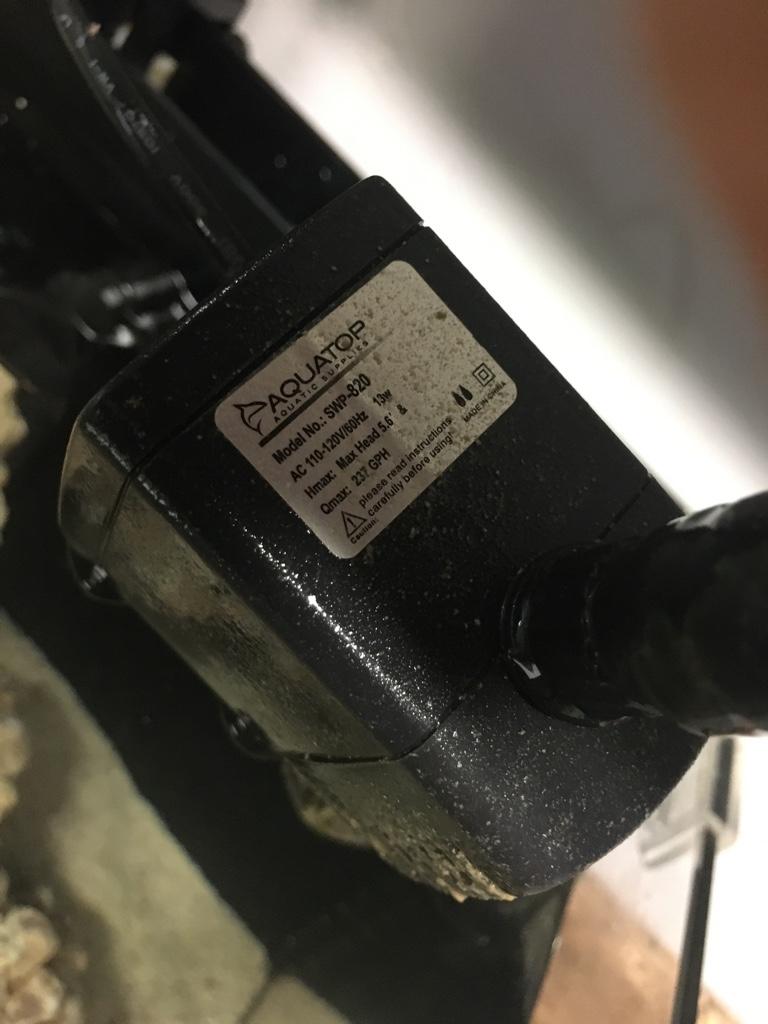 AQUATOP
AQUATIC SUPPLIES
Model No.: SWP-820
AC 110-120V/60Hz 13w
Hmax: Max Head 5.6' &
Qmax: 237 GPH
please read instructions
carefully before using!
Caution:
MADE IN CHINA